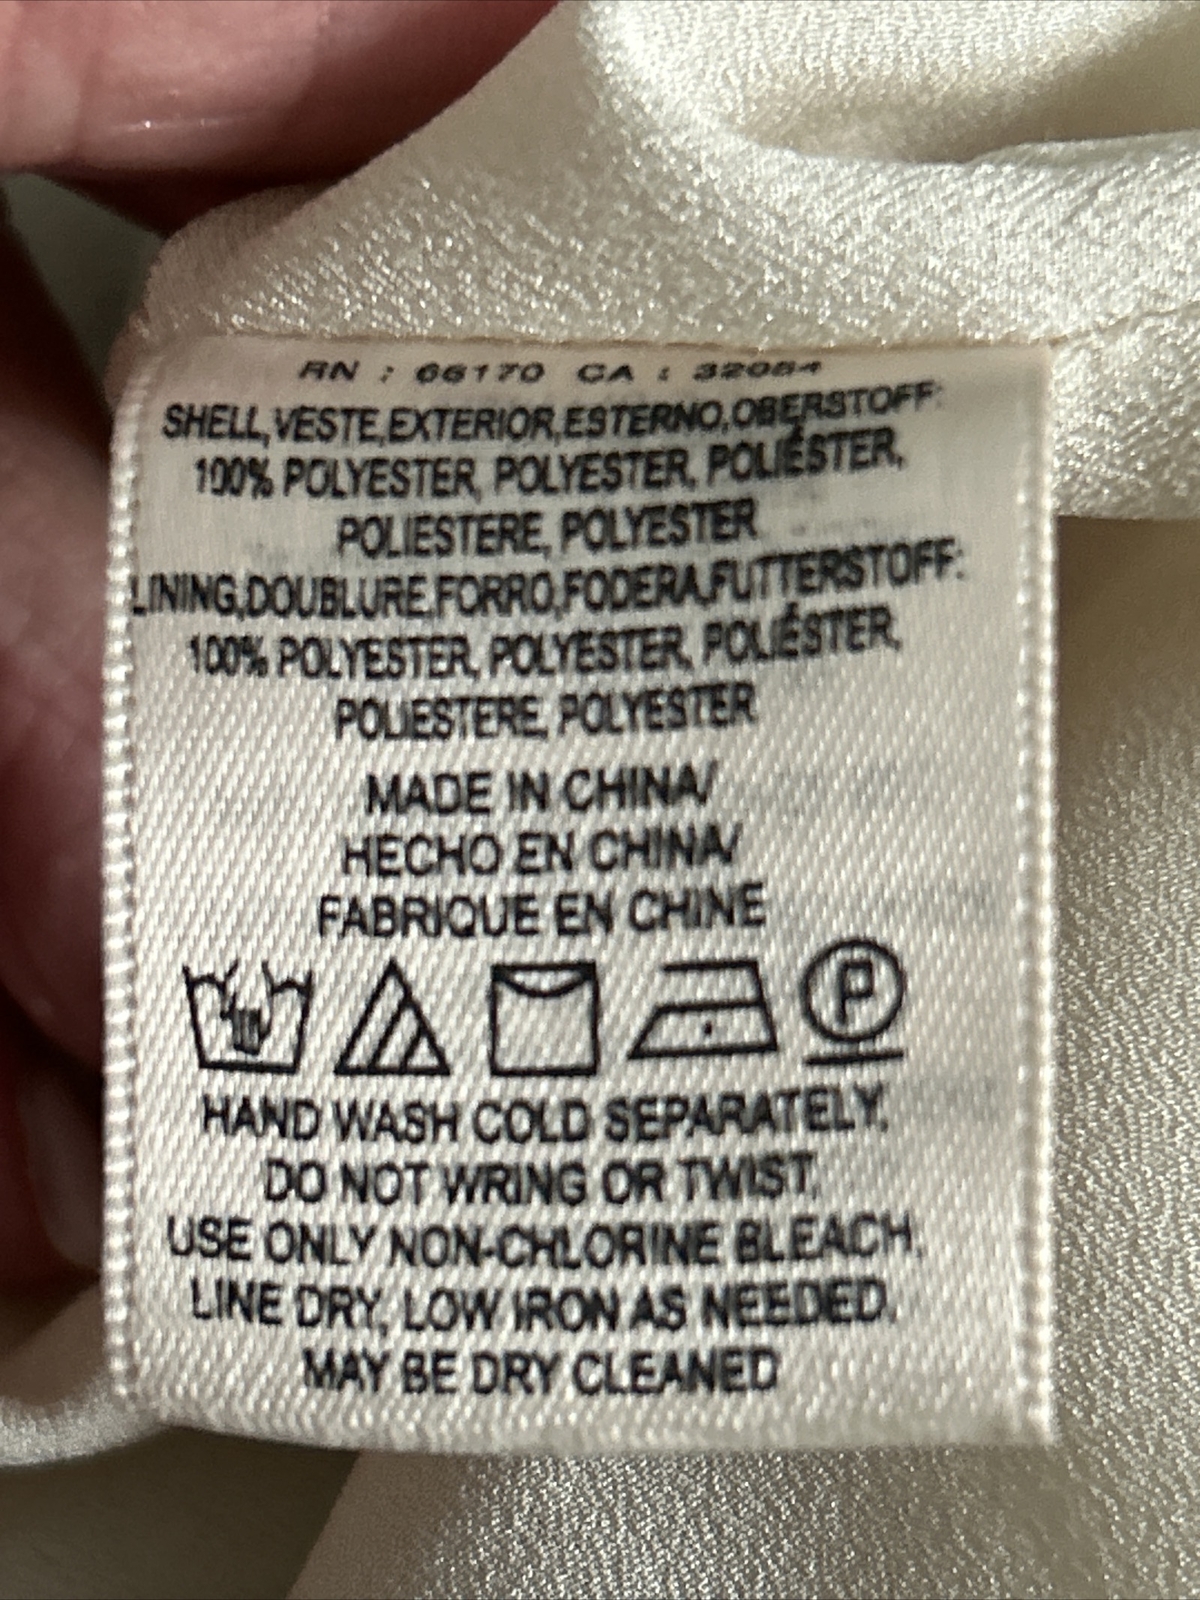 RN : 66170 CA : 32084
SHELL,VESTE,EXTERIOR,ESTERNO,OBERSTOFF:
100% POLYESTER, POLYESTER, POLIÉSTER,
POLIESTERE, POLYESTER
LINING,DOUBLURE,FORRO,FODERA,FUTTERSTOFF:
100% POLYESTER, POLYESTER, POLIÉSTER,
POLIESTERE, POLYESTER
MADE IN CHINA/
HECHO EN CHINA/
FABRIQUE EN CHINE
P
HAND WASH COLD SEPARATELY.
DO NOT WRING OR TWIST.
USE ONLY NON-CHLORINE BLEACH.
LINE DRY, LOW IRON AS NEEDED.
MAY BE DRY CLEANED